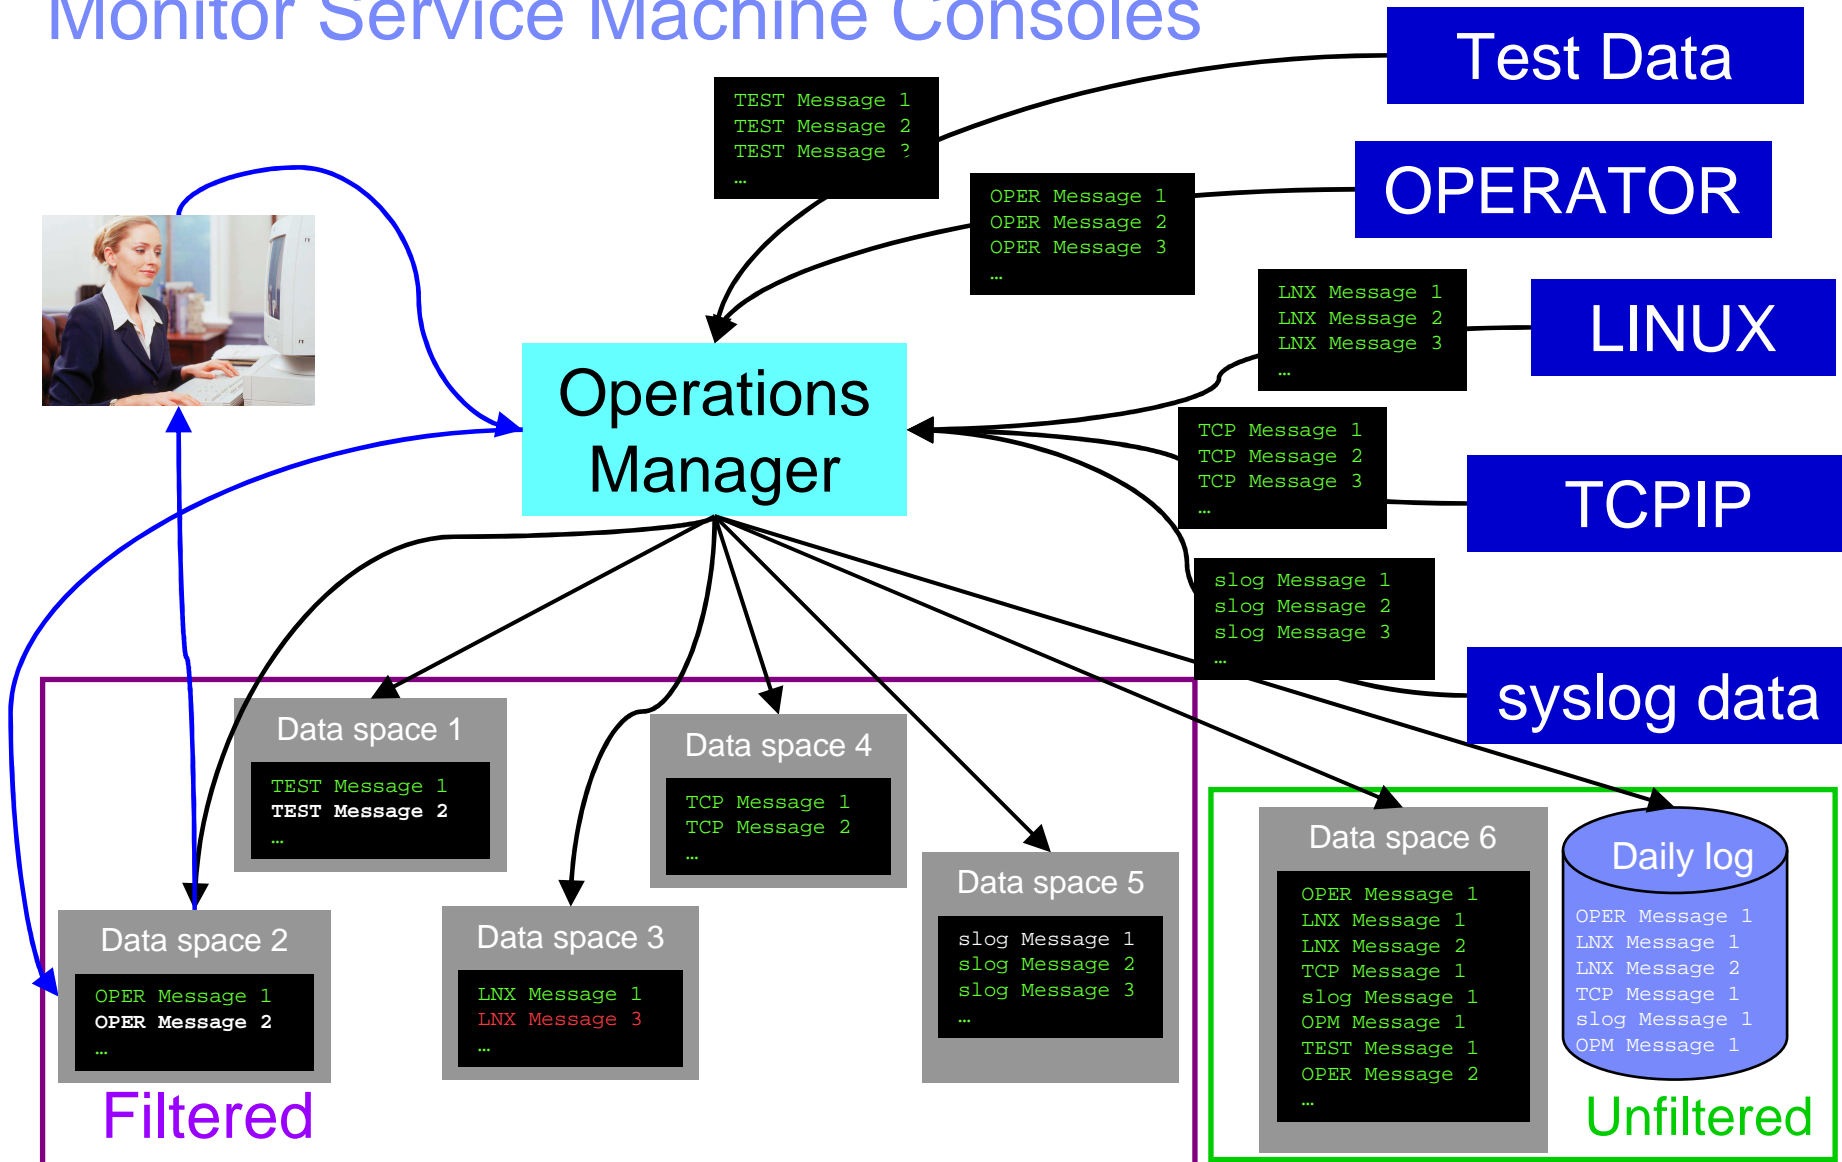 Monitor Service Machine Consoles
Test Data
TEST Message 1
TEST Message 2
TEST Message 3
…
OPERATOR
OPER Message 1
OPER Message 2
OPER Message 3
…
LINUX
LNX Message 1
LNX Message 2
LNX Message 3
…
Operations
Manager
TCPIP
TCP Message 1
TCP Message 2
TCP Message 3
…
syslog data
slog Message 1
slog Message 2
slog Message 3
…
Data space 1
TEST Message 1
TEST Message 2
…
Data space 4
TCP Message 1
TCP Message 2
…
Data space 2
OPER Message 1
OPER Message 2
…
Data space 3
LNX Message 1
LNX Message 3
…
Data space 5
slog Message 1
slog Message 2
slog Message 3
…
Filtered
Data space 6
OPER Message 1
LNX Message 1
LNX Message 2
TCP Message 1
slog Message 1
OPM Message 1
TEST Message 1
OPER Message 2
…
Daily log
OPER Message 1
LNX Message 1
LNX Message 2
TCP Message 1
slog Message 1
OPM Message 1
Unfiltered